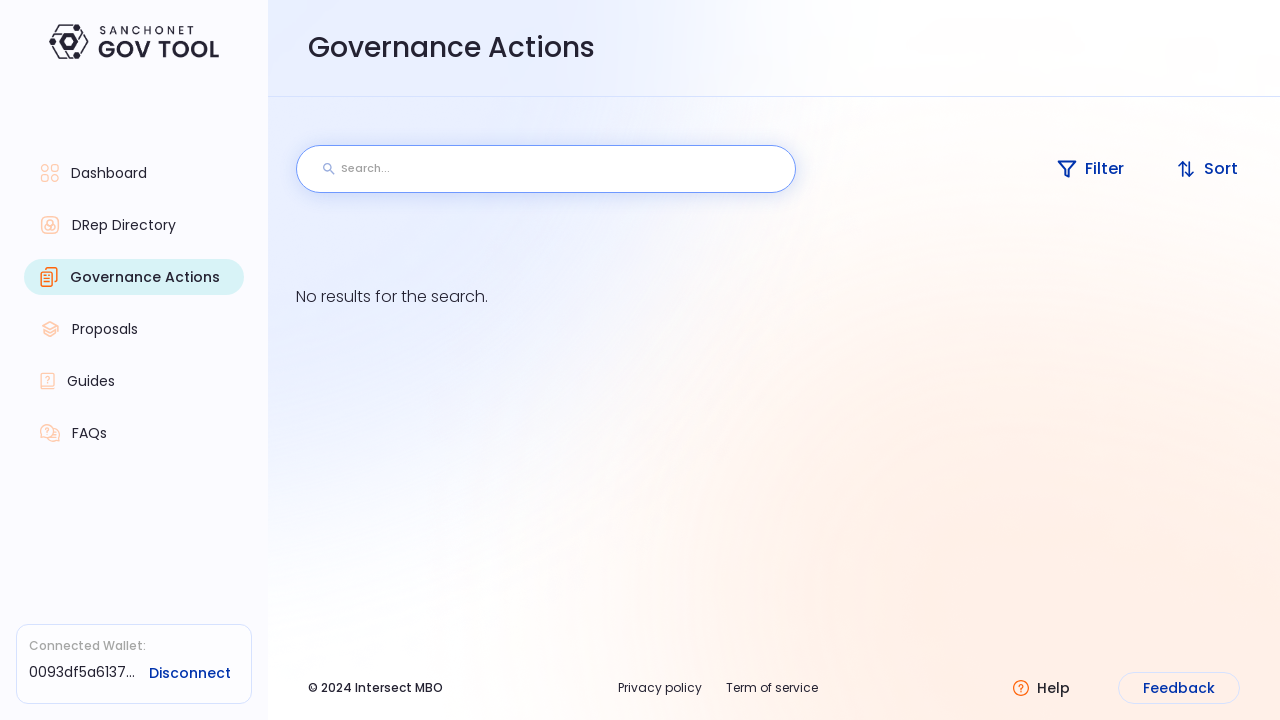 SANCHONET
GOV TOOL
Governance Actions
Dashboard
DRep Directory
Governance Actions
Proposals
Guides
FAQs
Search...
Filter
Sort
No results for the search.
Connected Wallet:
0093df5a6137... Disconnect
© 2024 Intersect MBO
Privacy policy
Term of service
Help
Feedback